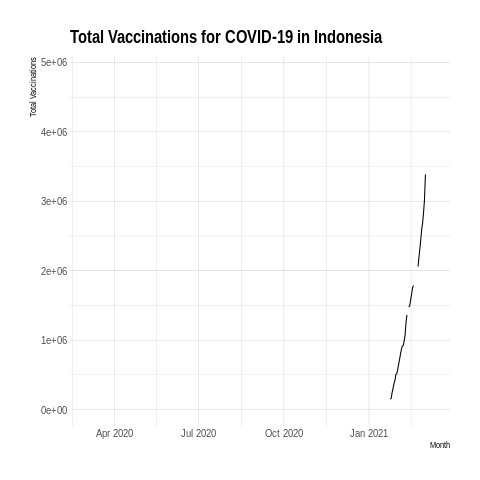 Total Vaccinations for COVID-19 in Indonesia
Total Vaccinations
5e+06
4e+06
3e+06
2e+06
1e+06
0e+00
Apr 2020 Jul 2020 Oct 2020 Jan 2021
Month